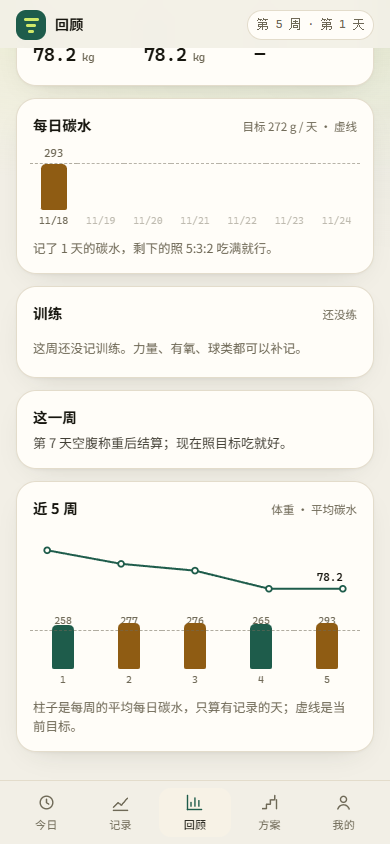 回顾
第 5 周 · 第 1 天
78.2 kg 78.2 kg –
每日碳水 目标 272 g / 天 · 虚线
293
11/18 11/19 11/20 11/21 11/22 11/23 11/24
记了 1 天的碳水，剩下的照 5:3:2 吃满就行。
训练 还没练
这周还没记训练。力量、有氧、球类都可以补记。
这一周
第 7 天空腹称重后结算；现在照目标吃就好。
近 5 周 体重 · 平均碳水
78.2
258 277 276 265 293
1 2 3 4 5
柱子是每周的平均每日碳水，只算有记录的天；虚线是当
前目标。
今日 记录 回顾 方案 我的